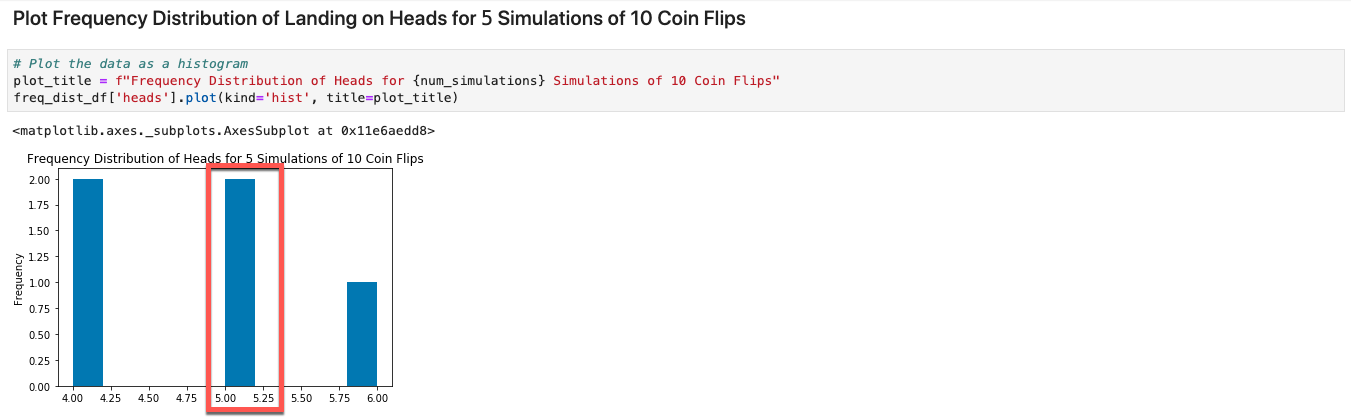 Plot Frequency Distribution of Landing on Heads for 5 Simulations of 10 Coin Flips
# Plot the data as a histogram
plot_title = f"Frequency Distribution of Heads for {num_simulations} Simulations of 10 Coin Flips"
freq_dist_df['heads'].plot(kind='hist', title=plot_title)
<matplotlib.axes._subplots.AxesSubplot at 0x11e6aedd8>
Frequency Distribution of Heads for 5 Simulations of 10 Coin Flips
2.00
1.75
1.50
1.25
1.00
0.75
0.50
0.25
0.00
Frequency
4.00 4.25 4.50 4.75 5.00 5.25 5.50 5.75 6.00